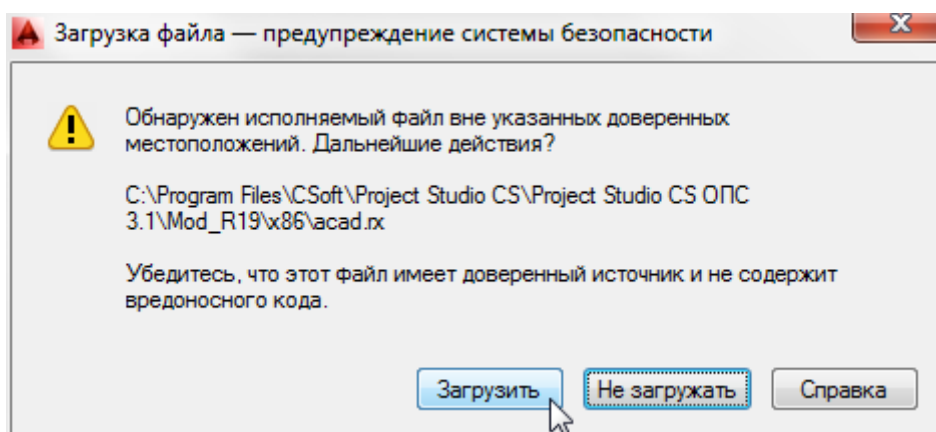 Загрузка файла — предупреждение системы безопасности
Обнаружен исполняемый файл вне указанных доверенных
местоположений. Дальнейшие действия?
C:\Program Files\CSoft\Project Studio CS\Project Studio CS ОПС
3.1\Mod_R19\x86\acad.rx
Убедитесь, что этот файл имеет доверенный источник и не содержит
вредоносного кода.
Загрузить Не загружать Справка